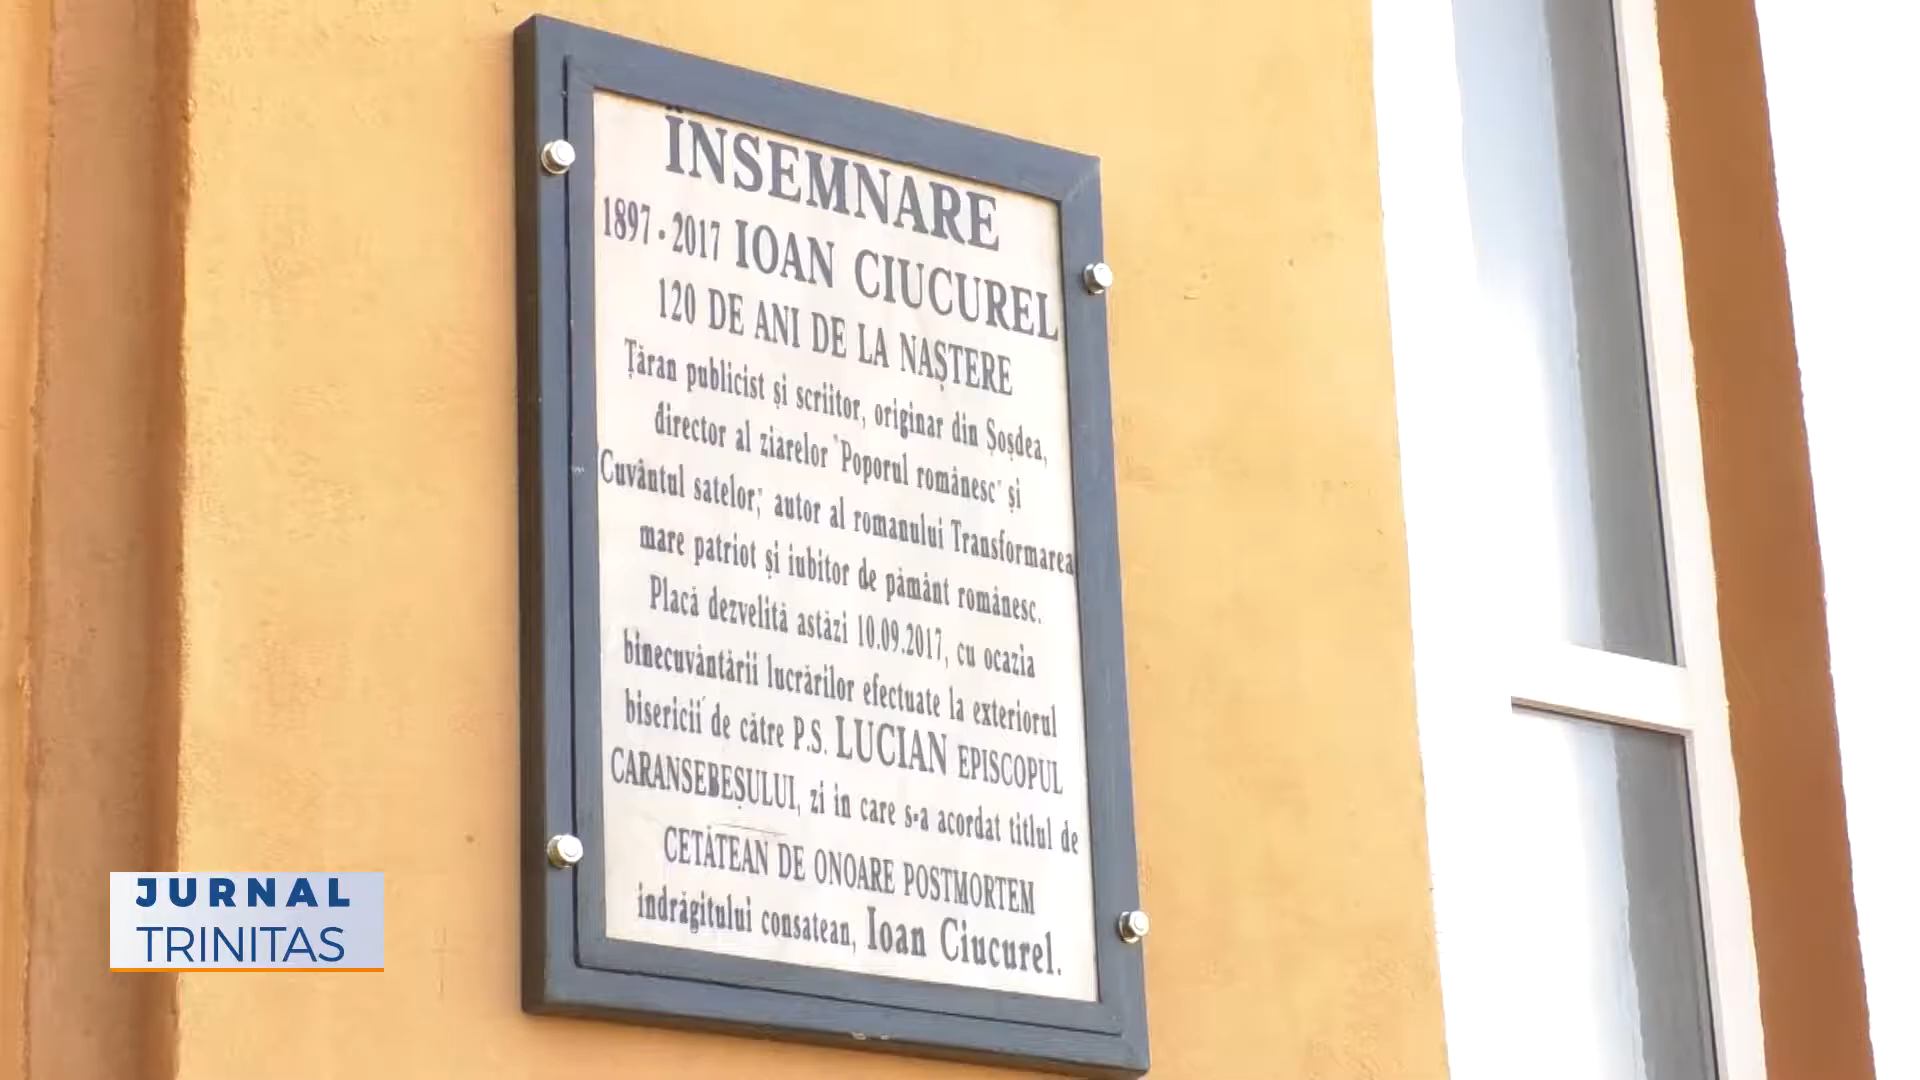 ÎNSEMNARE
1897 - 2017 IOAN CIUCUREL
120 DE ANI DE LA NAȘTERE
Țăran publicist și scriitor, originar din Șoșdea,
director al ziarelor "Poporul românesc" și
"Cuvântul satelor," autor al romanului Transformarea
mare patriot și iubitor de pământ românesc.
Placă dezvelită astăzi 10.09.2017, cu ocazia
binecuvântării lucrărilor efectuate la exteriorul
bisericii de către P.S. LUCIAN EPISCOPUL
CARANSEBEȘULUI, zi in care s-a acordat titlul de
CETĂTEAN DE ONOARE POSTMORTEM
indrăgitului consatean, Ioan Ciucurel.
JURNAL
TRINITAS